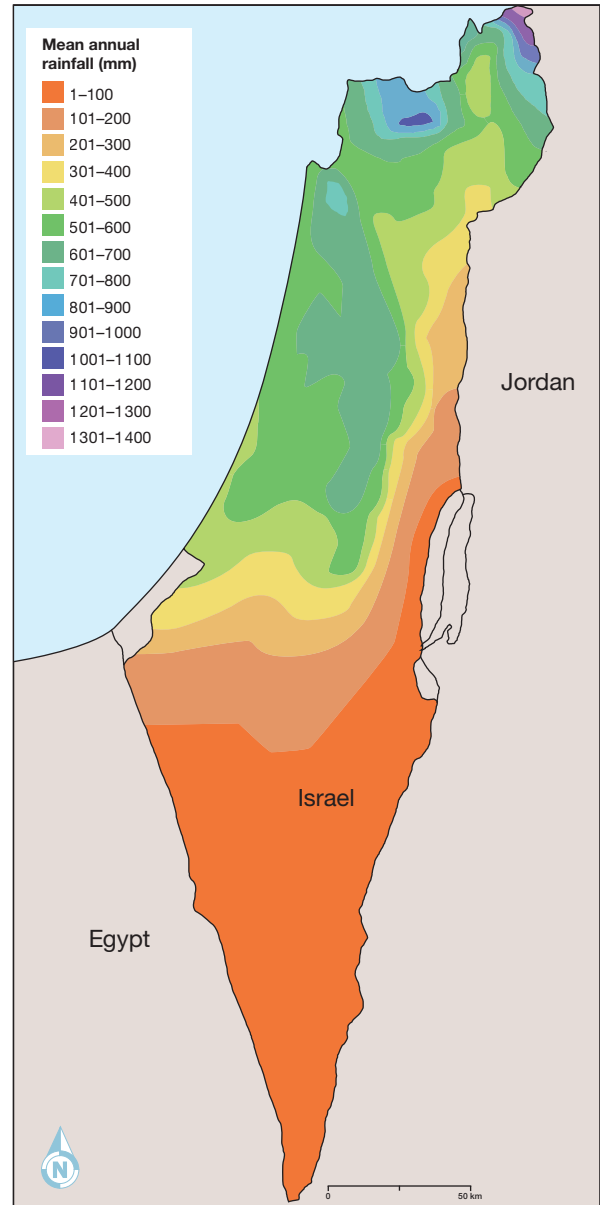 Mean annual
rainfall (mm)
1–100
101–200
201–300
301–400
401–500
501–600
601–700
701–800
801–900
901–1000
1001–1100
1101–1200
1201–1300
1301–1400
Jordan
Israel
Egypt
N
0 50 km